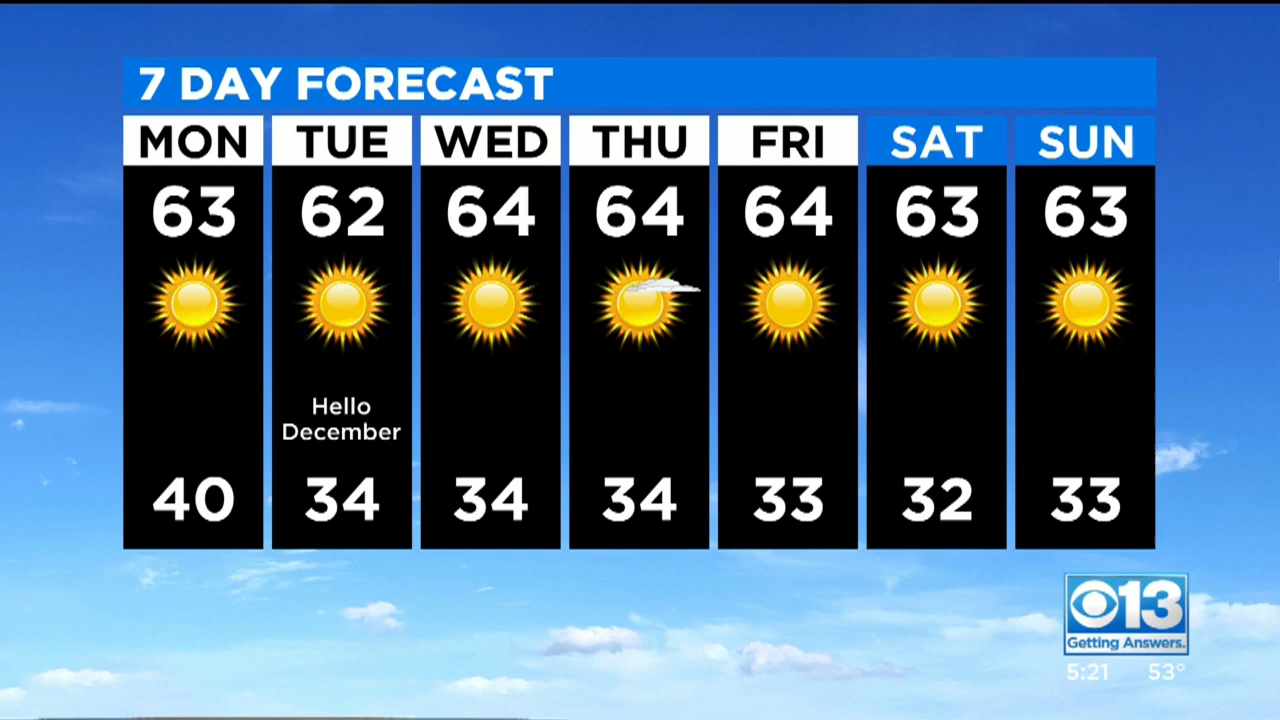 7 DAY FORECAST
MON TUE WED THU FRI SAT SUN
63 62 64 64 64 63 63
Hello
December
40 34 34 34 33 32 33
13
Getting Answers.
5:21 53°